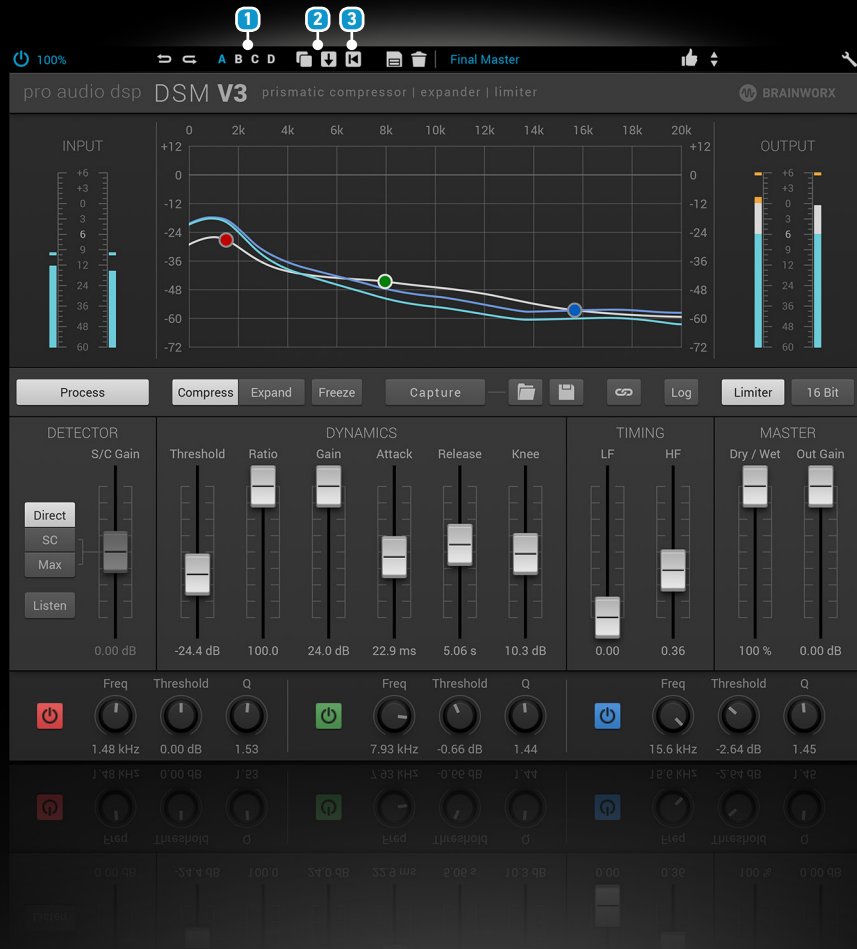 1 2 3
100% A B C D Final Master
pro audio dsp DSM V3 prismatic compressor | expander | limiter BRAINWORX
0 2k 4k 6k 8k 10k 12k 14k 16k 18k 20k
INPUT +12 +12 OUTPUT
+6 0 0 +6
+3 +3
0 -12 -12 0
3 3
6 -24 -24 6
9 9
12 -36 -36 12
24 -48 -48 24
36 36
48 -60 -60 48
60 -72 -72 60
Process Compress Expand Freeze Capture Log Limiter 16 Bit
DETECTOR DYNAMICS TIMING MASTER
S/C Gain Threshold Ratio Gain Attack Release Knee LF HF Dry / Wet Out Gain
Direct
SC
Max
Listen
0.00 dB -24.4 dB 100.0 24.0 dB 22.9 ms 5.06 s 10.3 dB 0.00 0.36 100 % 0.00 dB
Freq Threshold Q Freq Threshold Q Freq Threshold Q
1.48 kHz 0.00 dB 1.53 7.93 kHz -0.66 dB 1.44 15.6 kHz -2.64 dB 1.45